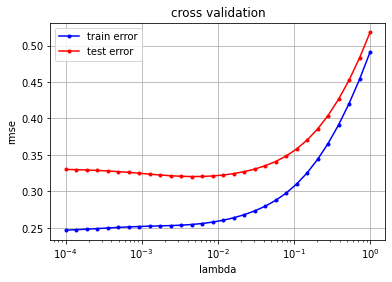 cross validation
train error
test error
rmse
0.50
0.45
0.40
0.35
0.30
0.25
10⁻⁴ 10⁻³ 10⁻² 10⁻¹ 10⁰
lambda